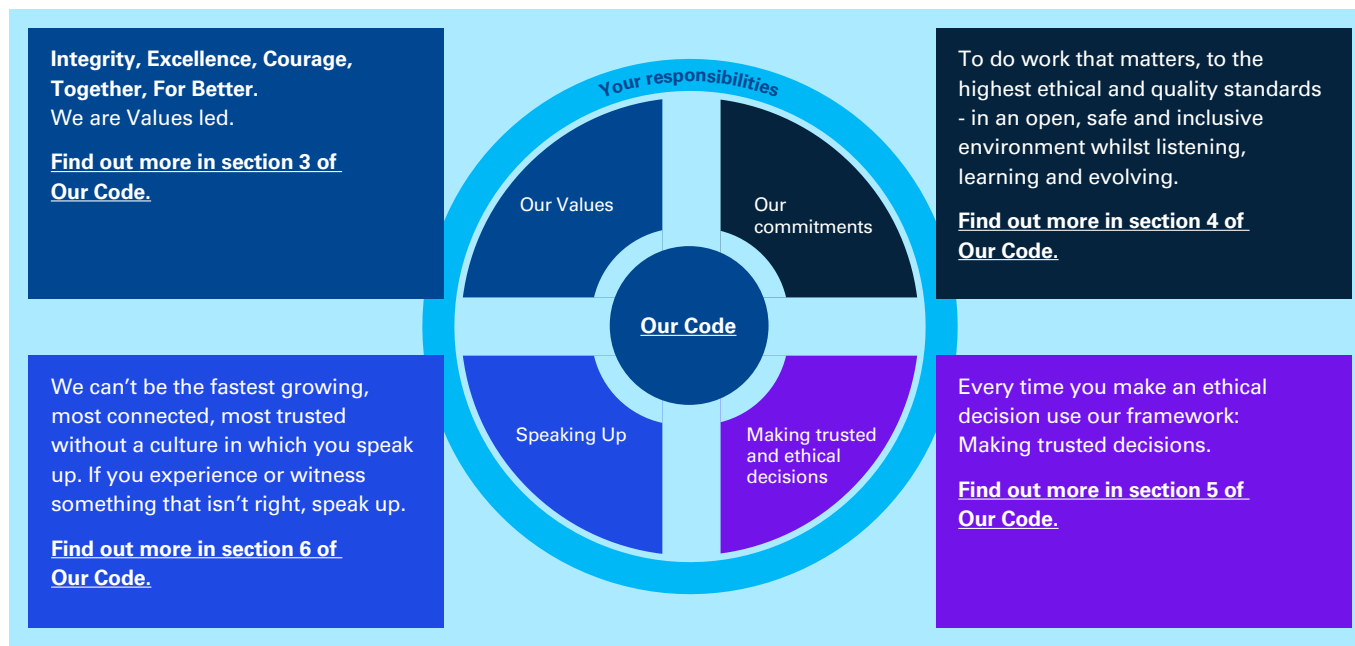 Integrity, Excellence, Courage,
Together, For Better.
We are Values led.
Find out more in section 3 of
Our Code.
Your responsibilities
Our Values
Our
commitments
To do work that matters, to the
highest ethical and quality standards
- in an open, safe and inclusive
environment whilst listening,
learning and evolving.
Find out more in section 4 of
Our Code.
Our Code
We can’t be the fastest growing,
most connected, most trusted
without a culture in which you speak
up. If you experience or witness
something that isn’t right, speak up.
Find out more in section 6 of
Our Code.
Speaking Up
Making trusted
and ethical
decisions
Every time you make an ethical
decision use our framework:
Making trusted decisions.
Find out more in section 5 of
Our Code.